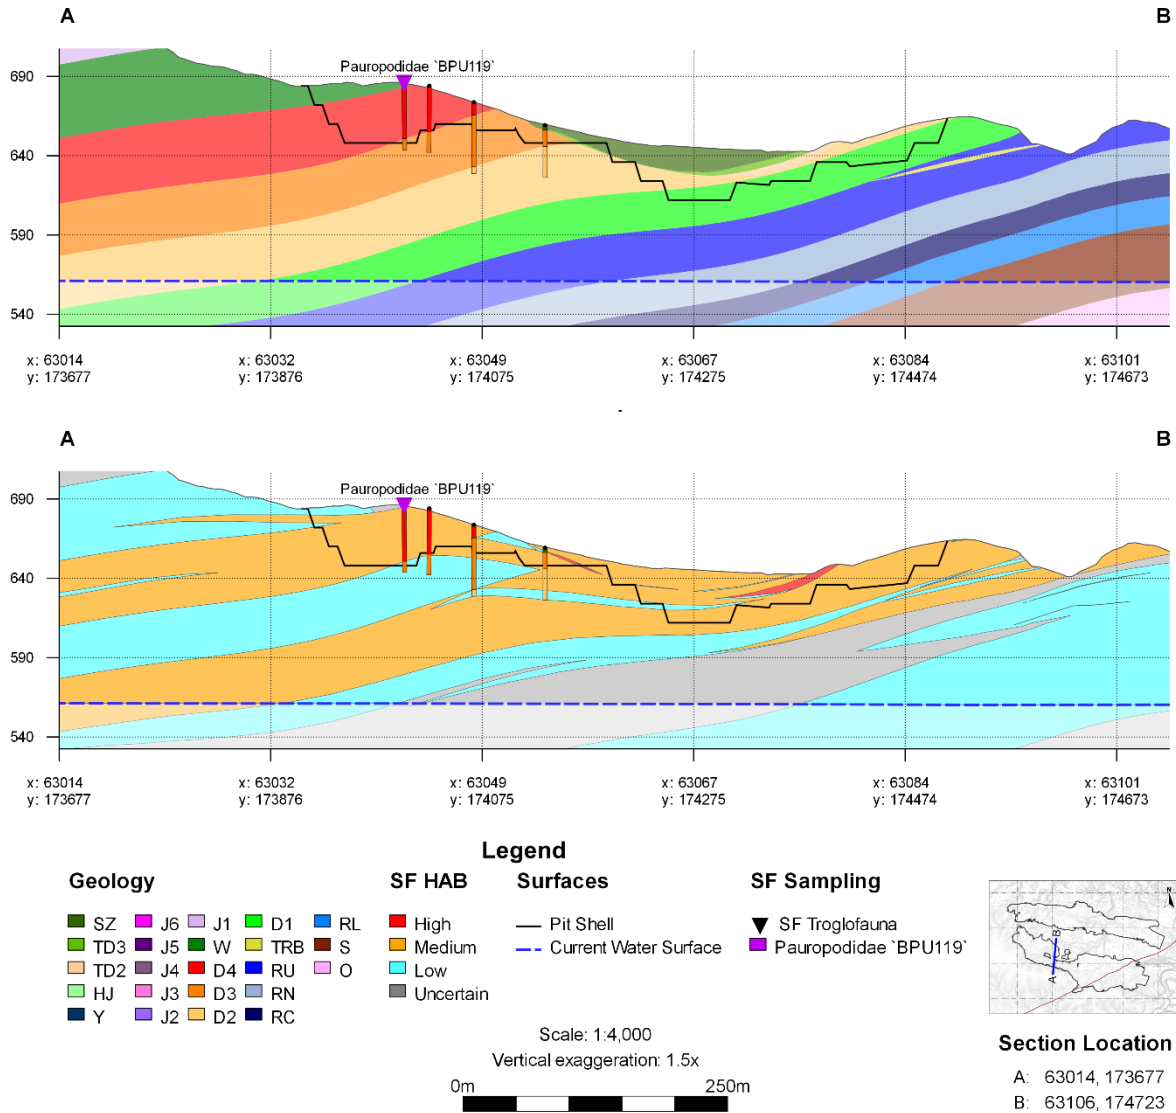 A B
Pauropodidae `BPU119`
690
640
590
540
x: 63014 x: 63032 x: 63049 x: 63067 x: 63084 x: 63101
y: 173677 y: 173876 y: 174075 y: 174275 y: 174474 y: 174673
-
A B
Pauropodidae `BPU119`
690
640
590
540
x: 63014 x: 63032 x: 63049 x: 63067 x: 63084 x: 63101
y: 173677 y: 173876 y: 174075 y: 174275 y: 174474 y: 174673
Legend
Geology
SZ J6 J1 D1 RL
TD3 J5 W TRB S
TD2 J4 D4 RU O
HJ J3 D3 RN
Y J2 D2 RC
SF HAB
High
Medium
Low
Uncertain
Surfaces
Pit Shell
Current Water Surface
SF Sampling
SF Troglofauna
Pauropodidae `BPU119`
Scale: 1:4,000
Vertical exaggeration: 1.5x
0m 250m
N
B
A
Section Location
A: 63014, 173677
B: 63106, 174723